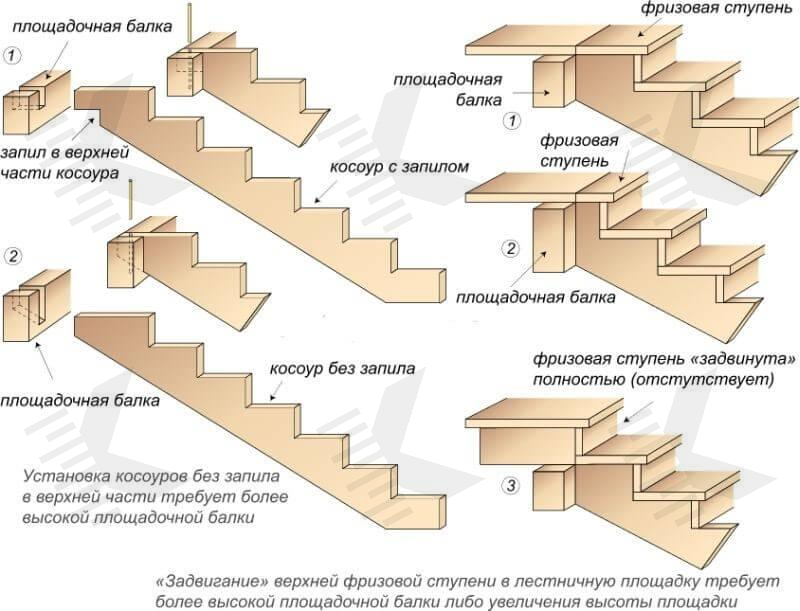 площадочная балка
1
запил в верхней
части косоура
косоур с запилом
2
площадочная балка
косоур без запила
Установка косоуров без запила
в верхней части требует более
высокой площадочной балки
фризовая ступень
площадочная
балка
1
фризовая
ступень
2
площадочная балка
фризовая ступень «задвинута»
полностью (отсутствует)
3
«Задвигание» верхней фризовой ступени в лестничную площадку требует
более высокой площадочной балки либо увеличения высоты площадки